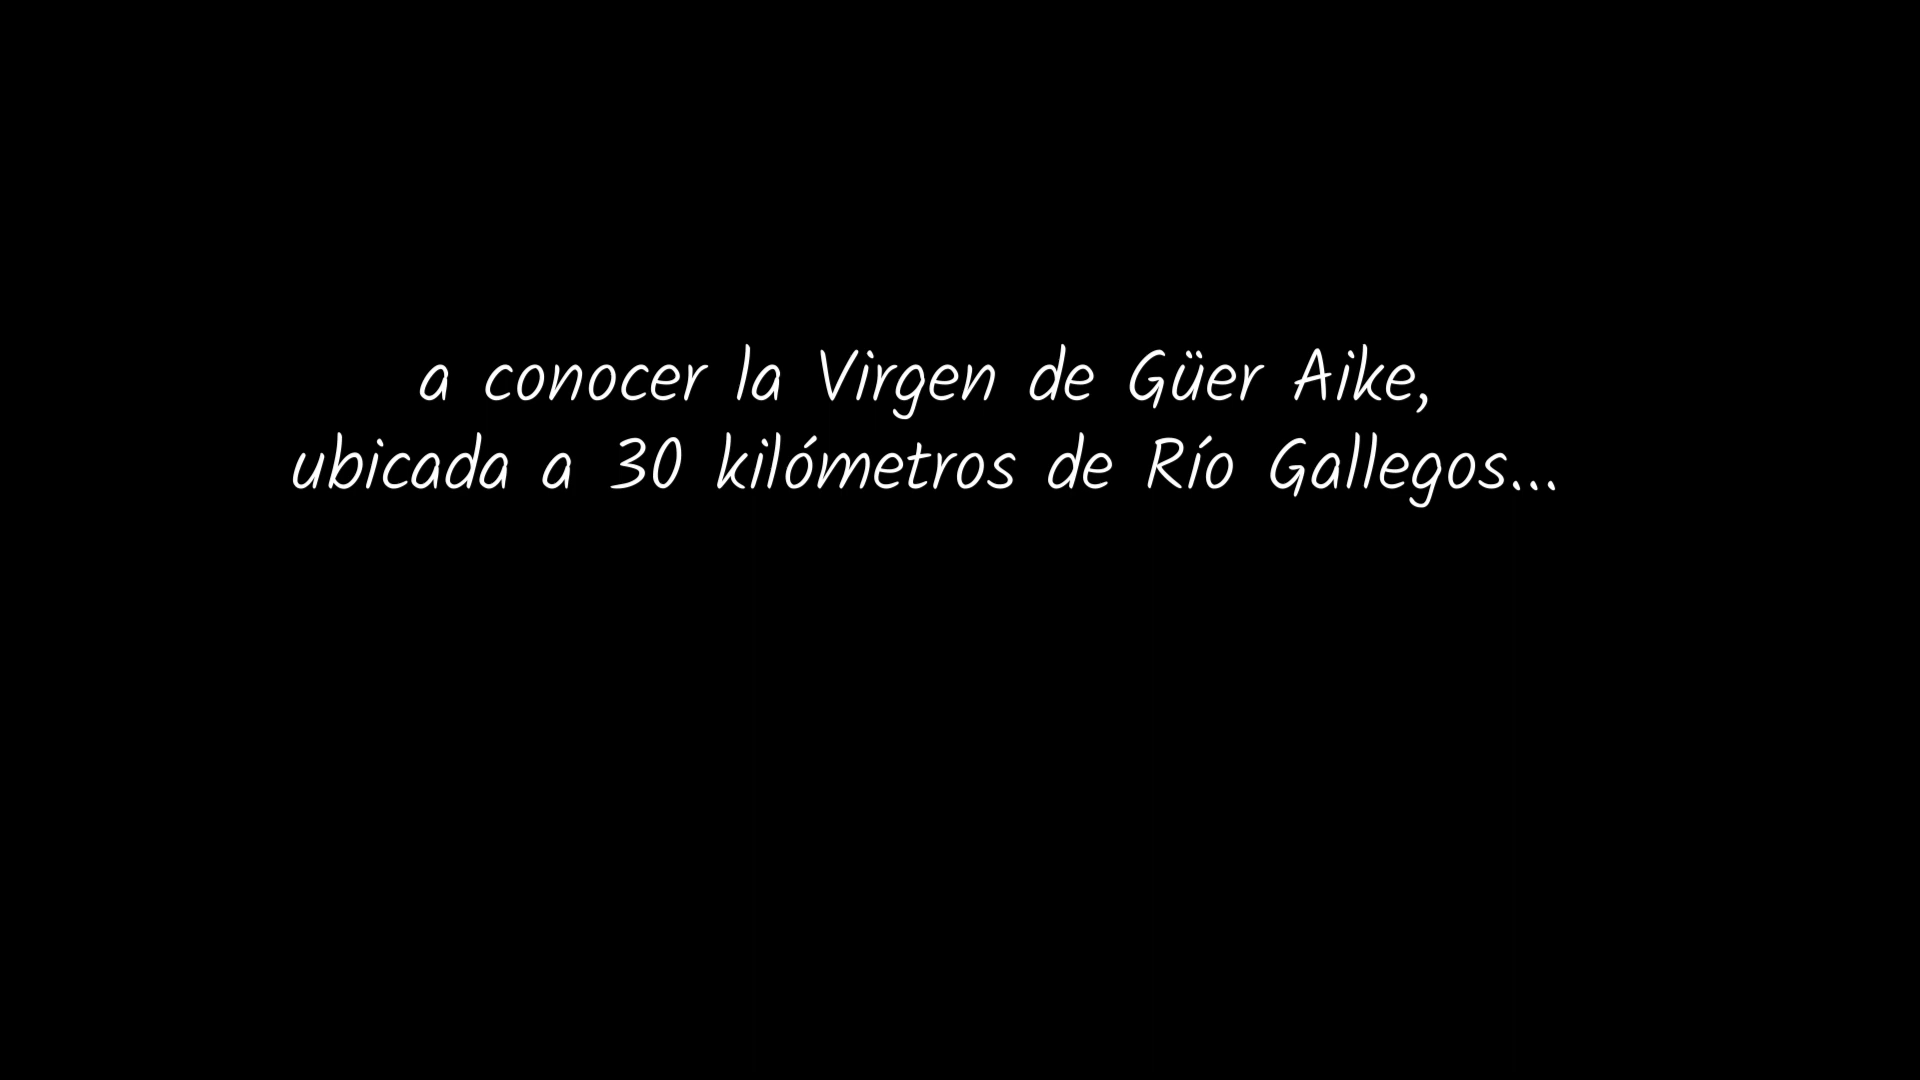 a conocer la Virgen de Güer Aike,
ubicada a 30 kilómetros de Río Gallegos...